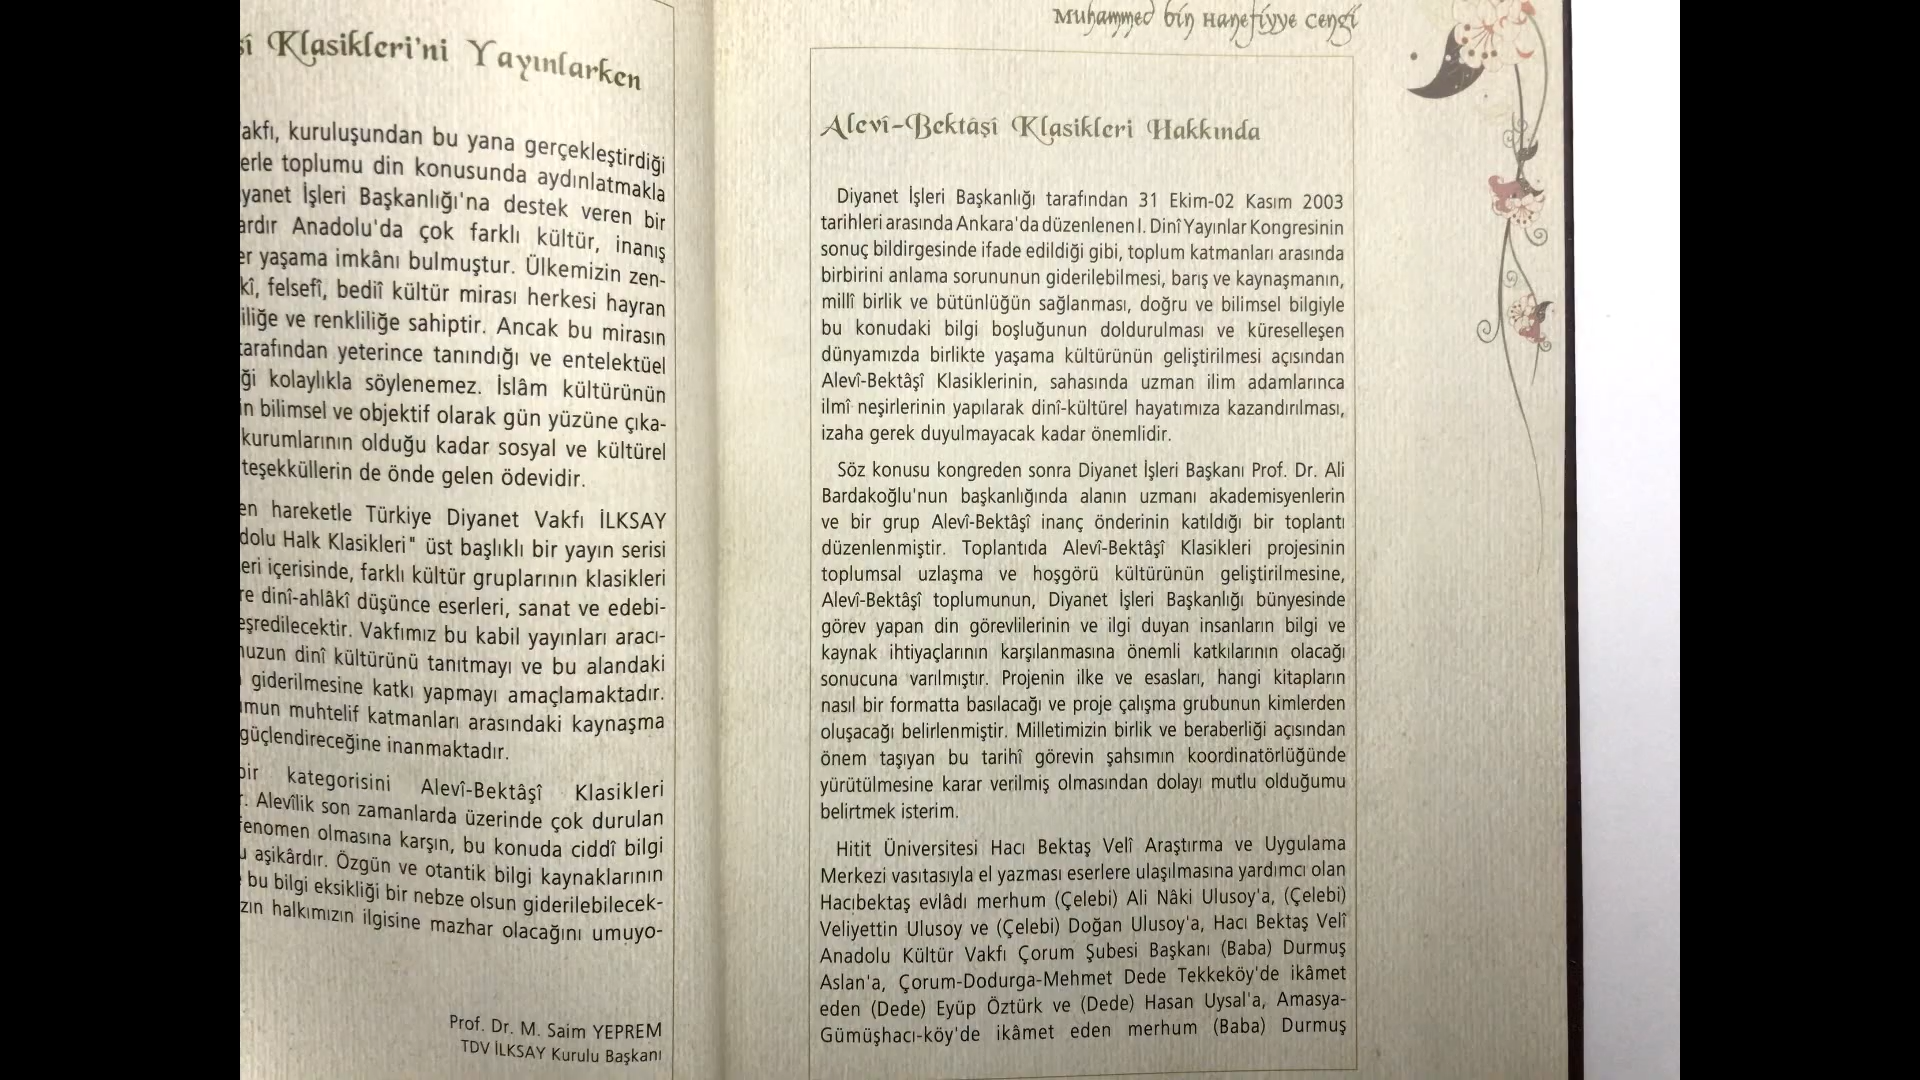 Klasikleri'ni Yayınlarken
kuruluşundan bu yana gerçekleştirdiği
toplumu din konusunda aydınlatmakla
İşleri Başkanlığı'na destek veren bir
Anadolu'da çok farklı kültür, inanış
yaşama imkânı bulmuştur. Ülkemizin zen-
felsefî, bediî kültür mirası herkesi hayran
ve renkliliğe sahiptir. Ancak bu mirasın
tarafından yeterince tanındığı ve entelektüel
kolaylıkla söylenemez. İslâm kültürünün
bilimsel ve objektif olarak gün yüzüne çıka-
kurumlarının olduğu kadar sosyal ve kültürel
teşekküllerin de önde gelen ödevidir.
hareketle Türkiye Diyanet Vakfı İLKSAY
Halk Klasikleri" üst başlıklı bir yayın serisi
içerisinde, farklı kültür gruplarının klasikleri
dinî-ahlâkî düşünce eserleri, sanat ve edebi-
Vakfımız bu kabil yayınları aracı-
dinî kültürünü tanıtmayı ve bu alandaki
giderilmesine katkı yapmayı amaçlamaktadır.
muhtelif katmanları arasındaki kaynaşma
güçlendireceğine inanmaktadır.
bir kategorisini Alevî-Bektâşî Klasikleri
Alevîlik son zamanlarda üzerinde çok durulan
fenomen olmasına karşın, bu konuda ciddî bilgi
aşikârdır. Özgün ve otantik bilgi kaynaklarının
bu bilgi eksikliği bir nebze olsun giderilebilecek-
halkımızın ilgisine mazhar olacağını umuyo-
Prof. Dr. M. Saim YEPREM
TDV İLKSAY Kurulu Başkanı
Muhammed bin Hanefiyye Cengi
Alevî-Bektâşî Klasikleri Hakkında
Diyanet İşleri Başkanlığı tarafından 31 Ekim-02 Kasım 2003
tarihleri arasında Ankara'da düzenlenen I. Dinî Yayınlar Kongresinin
sonuç bildirgesinde ifade edildiği gibi, toplum katmanları arasında
birbirini anlama sorununun giderilebilmesi, barış ve kaynaşmanın,
millî birlik ve bütünlüğün sağlanması, doğru ve bilimsel bilgiyle
bu konudaki bilgi boşluğunun doldurulması ve küreselleşen
dünyamızda birlikte yaşama kültürünün geliştirilmesi açısından
Alevî-Bektâşî Klasiklerinin, sahasında uzman ilim adamlarınca
ilmî neşirlerinin yapılarak dinî-kültürel hayatımıza kazandırılması,
izaha gerek duyulmayacak kadar önemlidir.
Söz konusu kongreden sonra Diyanet İşleri Başkanı Prof. Dr. Ali
Bardakoğlu'nun başkanlığında alanın uzmanı akademisyenlerin
ve bir grup Alevî-Bektâşî inanç önderinin katıldığı bir toplantı
düzenlenmiştir. Toplantıda Alevî-Bektâşî Klasikleri projesinin
toplumsal uzlaşma ve hoşgörü kültürünün geliştirilmesine,
Alevî-Bektâşî toplumunun, Diyanet İşleri Başkanlığı bünyesinde
görev yapan din görevlilerinin ve ilgi duyan insanların bilgi ve
kaynak ihtiyaçlarının karşılanmasına önemli katkılarının olacağı
sonucuna varılmıştır. Projenin ilke ve esasları, hangi kitapların
nasıl bir formatta basılacağı ve proje çalışma grubunun kimlerden
oluşacağı belirlenmiştir. Milletimizin birlik ve beraberliği açısından
önem taşıyan bu tarihî görevin şahsımın koordinatörlüğünde
yürütülmesine karar verilmiş olmasından dolayı mutlu olduğumu
belirtmek isterim.
Hitit Üniversitesi Hacı Bektaş Velî Araştırma ve Uygulama
Merkezi vasıtasıyla el yazması eserlere ulaşılmasına yardımcı olan
Hacıbektaş evlâdı merhum (Çelebi) Ali Nâki Ulusoy'a, (Çelebi)
Veliyettin Ulusoy ve (Çelebi) Doğan Ulusoy'a, Hacı Bektaş Velî
Anadolu Kültür Vakfı Çorum Şubesi Başkanı (Baba) Durmuş
Aslan'a, Çorum-Dodurga-Mehmet Dede Tekkeköy'de ikâmet
eden (Dede) Eyüp Öztürk ve (Dede) Hasan Uysal'a, Amasya-
Gümüşhacı-köy'de ikâmet eden merhum (Baba) Durmuş